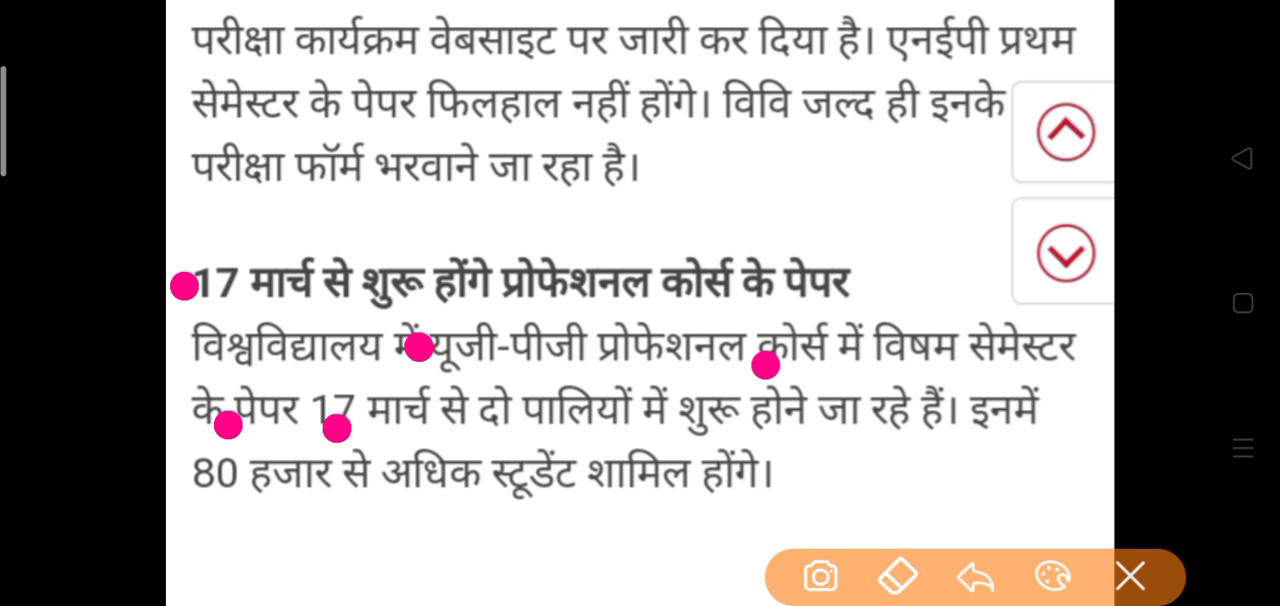 परीक्षा कार्यक्रम वेबसाइट पर जारी कर दिया है। एनईपी प्रथम
सेमेस्टर के पेपर फिलहाल नहीं होंगे। विवि जल्द ही इनके
परीक्षा फॉर्म भरवाने जा रहा है।
17 मार्च से शुरू होंगे प्रोफेशनल कोर्स के पेपर
विश्वविद्यालय में यूजी-पीजी प्रोफेशनल कोर्स में विषम सेमेस्टर
के पेपर 17 मार्च से दो पालियों में शुरू होने जा रहे हैं। इनमें
80 हजार से अधिक स्टूडेंट शामिल होंगे।